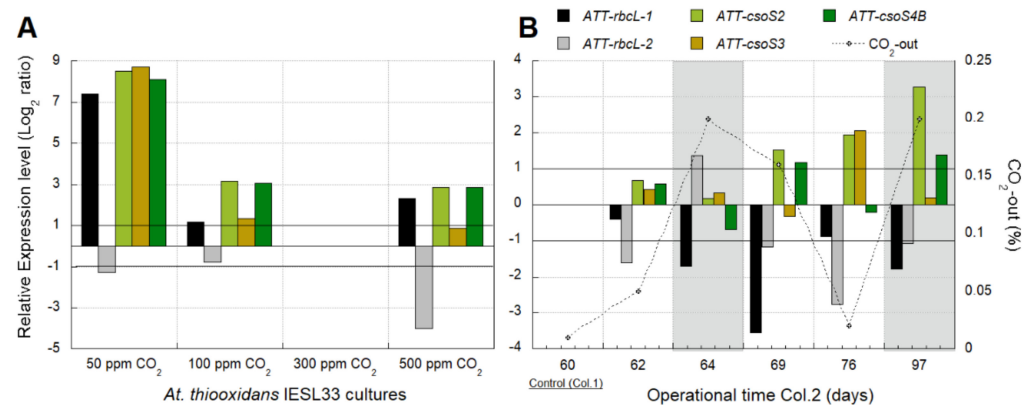 A
Relative Expression level (Log2 ratio)
9
7
5
3
1
-1
-3
-5
50 ppm CO2
100 ppm CO2
300 ppm CO2
500 ppm CO2
At. thiooxidans IESL33 cultures
B
ATT-rbcL-1
ATT-csoS2
ATT-csoS4B
ATT-rbcL-2
ATT-csoS3
CO2-out
4
3
2
1
0
-1
-2
-3
-4
0.25
0.2
0.15
0.1
0.05
0
CO2-out (%)
60
62
64
69
76
97
Control (Col.1)
Operational time Col.2 (days)